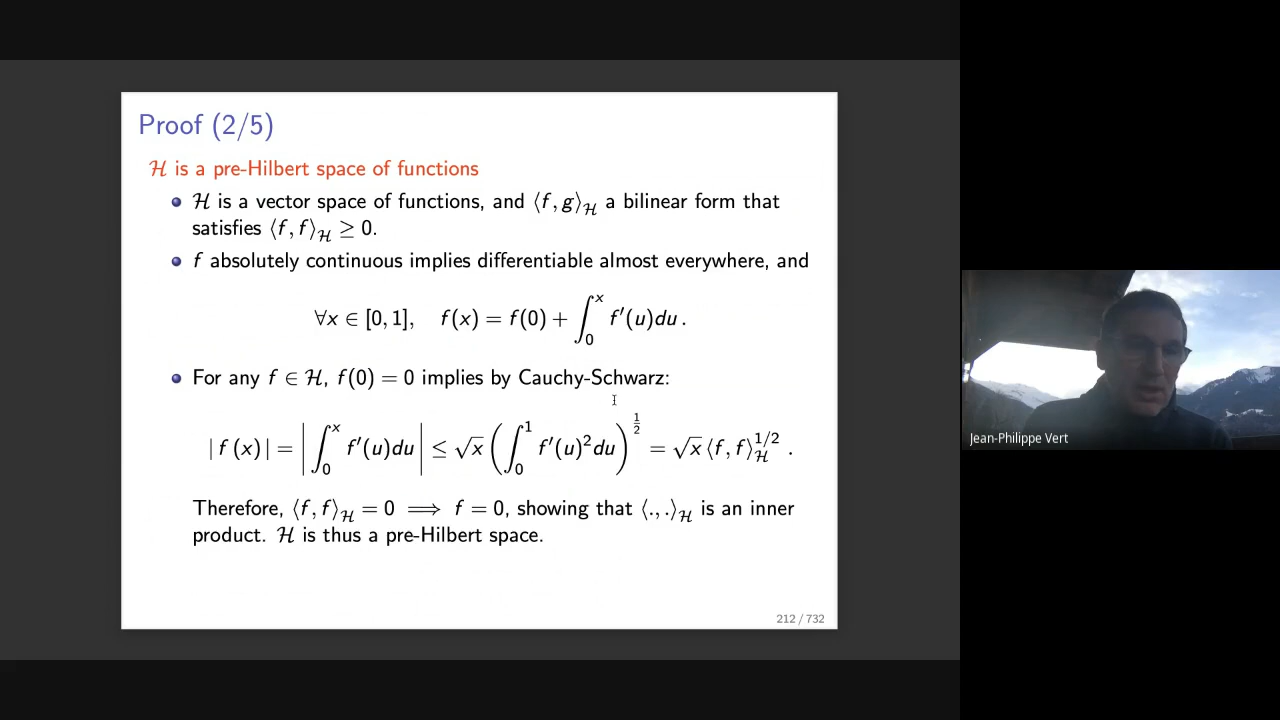 Proof (2/5)
ℋ is a pre-Hilbert space of functions
ℋ is a vector space of functions, and ⟨f, g⟩_ℋ a bilinear form that
satisfies ⟨f, f⟩_ℋ ≥ 0.
f absolutely continuous implies differentiable almost everywhere, and
∀x ∈ [0, 1], f(x) = f(0) + ∫_0^x f′(u)du .
For any f ∈ ℋ, f(0) = 0 implies by Cauchy-Schwarz:
| f (x)| = | ∫_0^x f′(u)du | ≤ √x ( ∫_0^1 f′(u)²du )^{1/2} = √x ⟨f, f⟩_ℋ^{1/2} .
Therefore, ⟨f, f⟩_ℋ = 0 ⟹ f = 0, showing that ⟨., .⟩_ℋ is an inner
product. ℋ is thus a pre-Hilbert space.
212 / 732
Jean-Philippe Vert